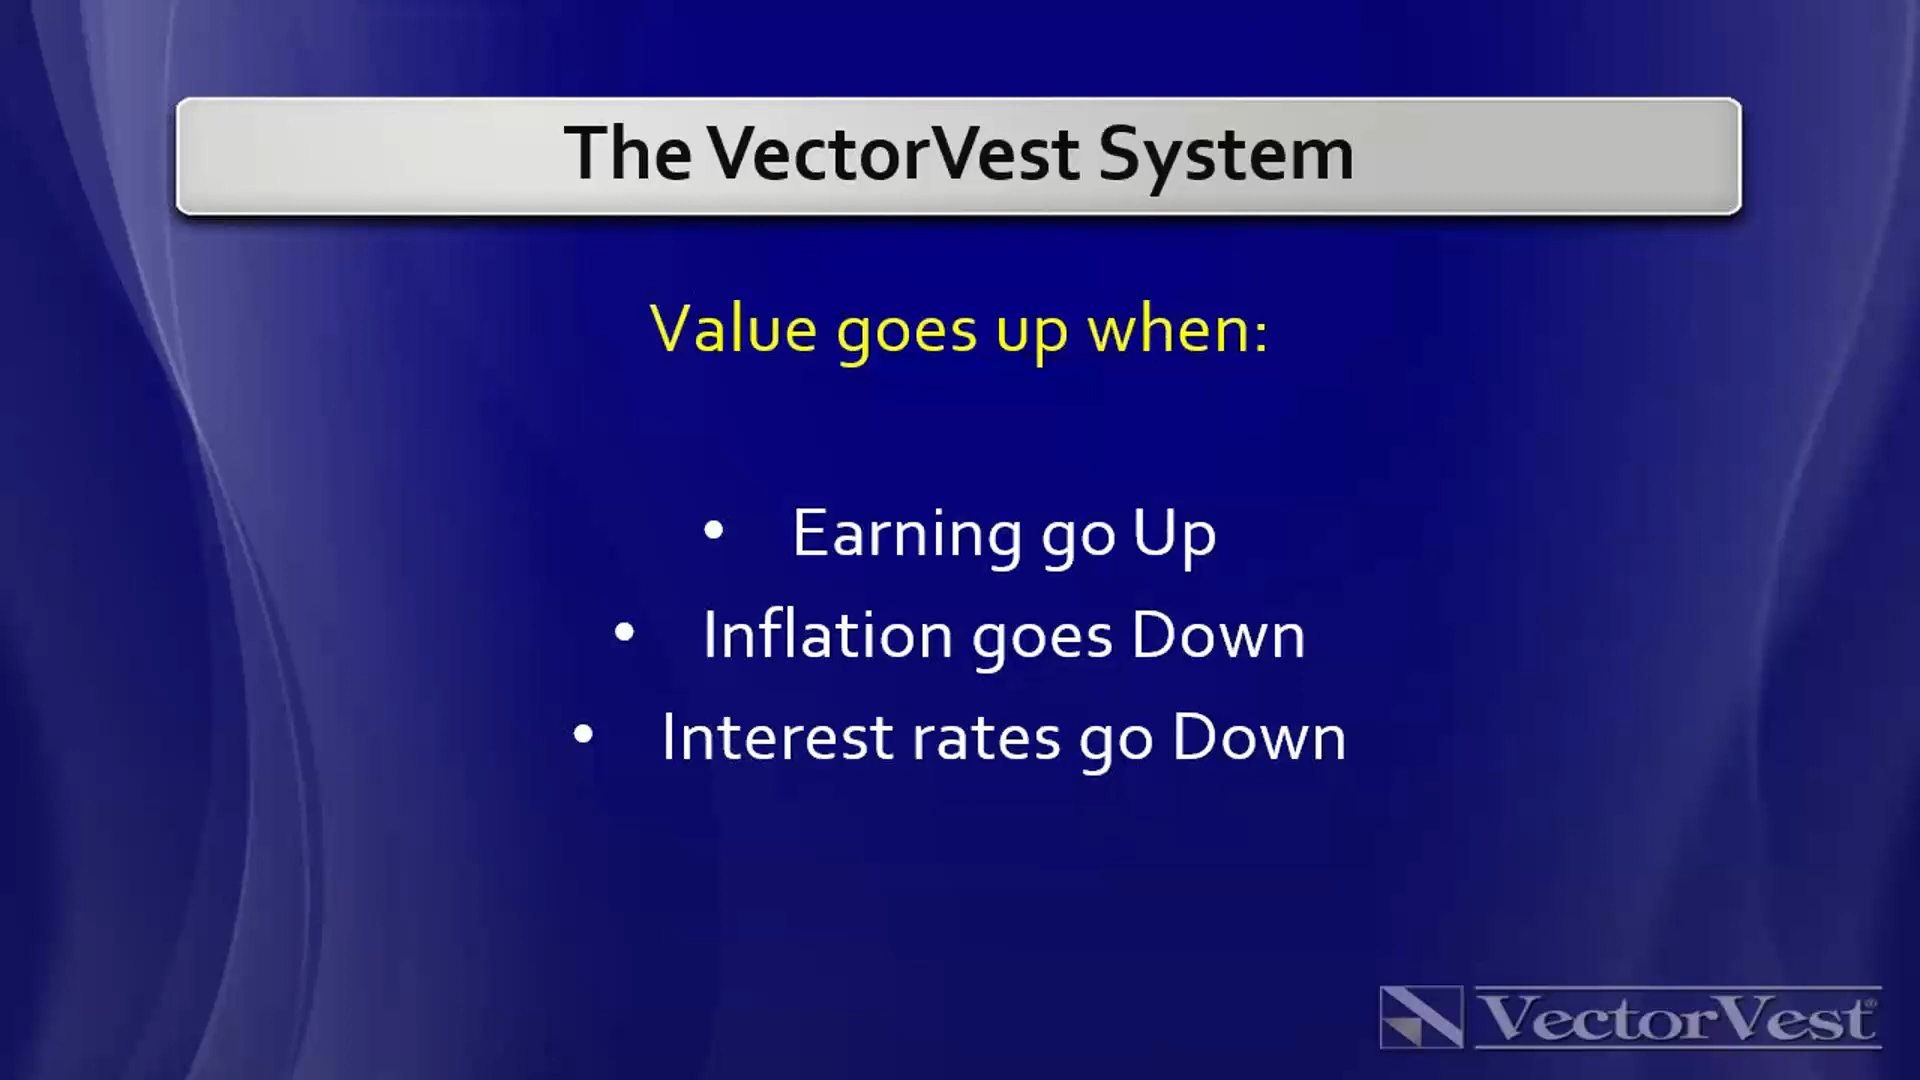 The VectorVest System
Value goes up when:
• Earning go Up
• Inflation goes Down
• Interest rates go Down
VectorVest®